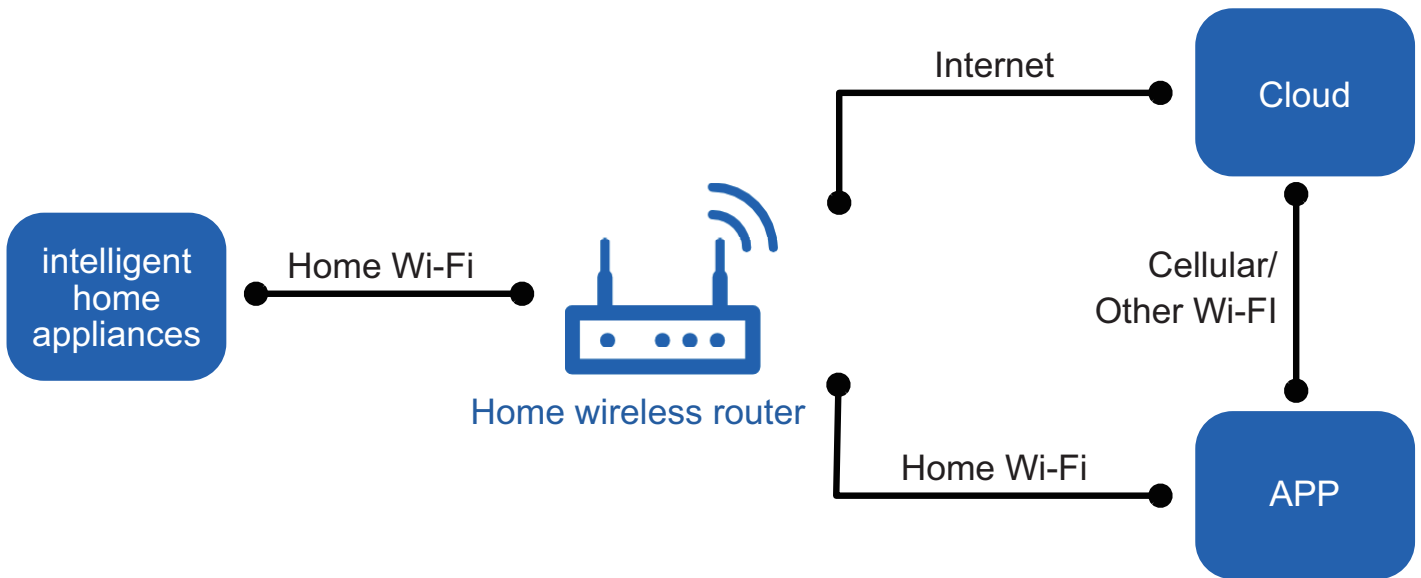 Internet
Cloud
intelligent
home
appliances
Home Wi-Fi
Cellular/
Other Wi-FI
Home wireless router
Home Wi-Fi
APP